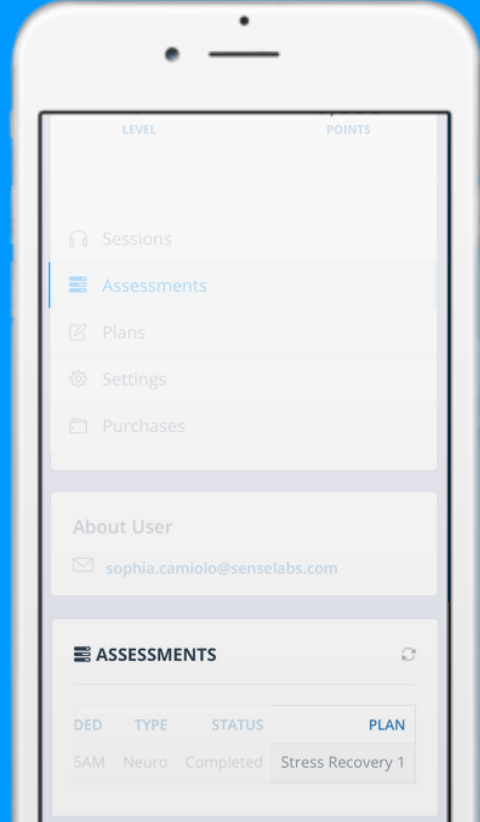 LEVEL POINTS
Sessions
Assessments
Plans
Settings
Purchases
About User
sophia.camiolo@senselabs.com
ASSESSMENTS
DED TYPE STATUS PLAN
5AM Neuro Completed Stress Recovery 1